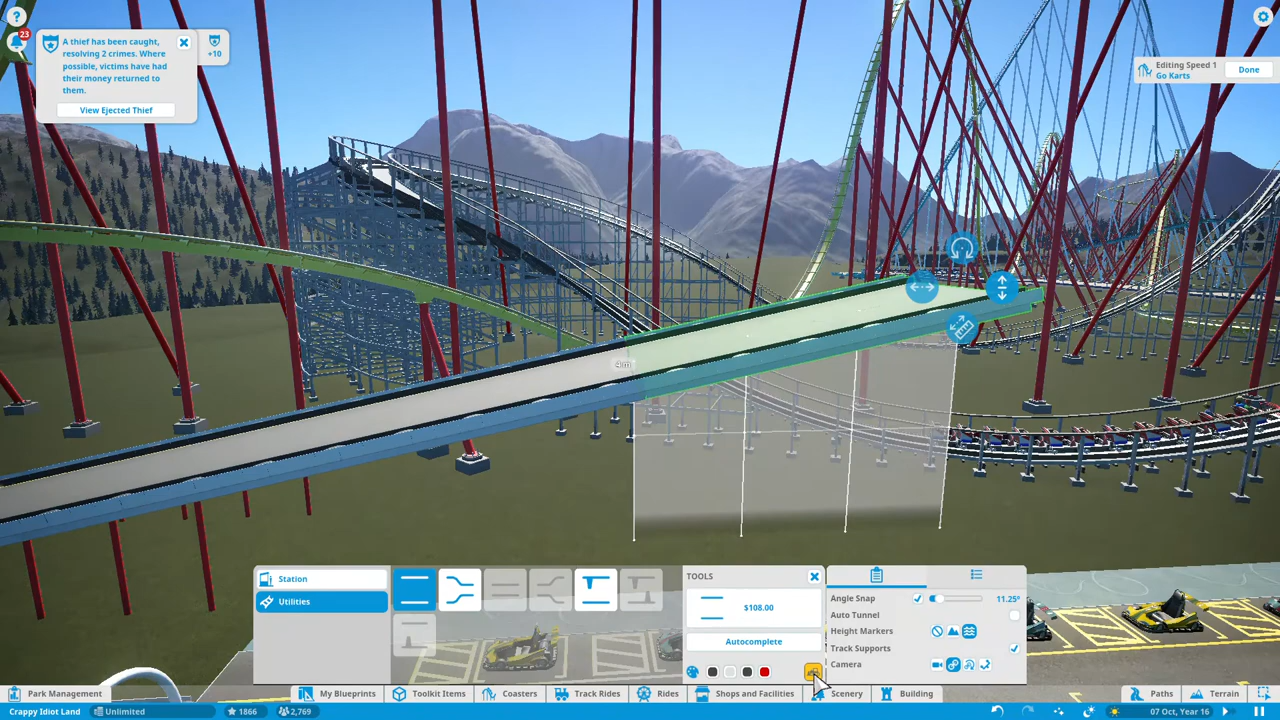 ?
23
A thief has been caught,
resolving 2 crimes. Where
possible, victims have had
their money returned to
them.
+10
View Ejected Thief
Editing Speed 1
Go Karts
Done
4 m
Station
Utilities
TOOLS
$108.00
Autocomplete
Angle Snap
11.25°
Auto Tunnel
Height Markers
Track Supports
Camera
Park Management
My Blueprints
Toolkit Items
Coasters
Track Rides
Rides
Shops and Facilities
Scenery
Building
Paths
Terrain
Crappy Idiot Land
Unlimited
1866
2,769
07 Oct, Year 16